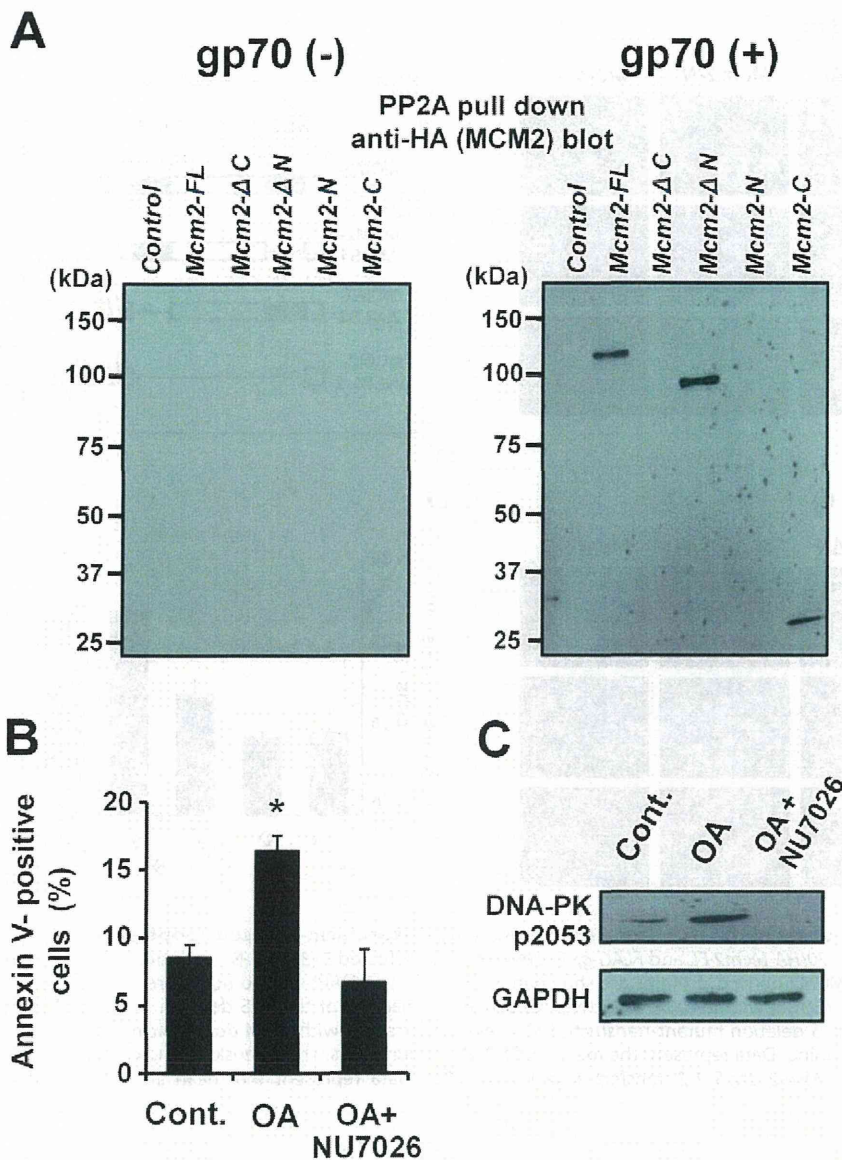 A
gp70 (-)
gp70 (+)
PP2A pull down
anti-HA (MCM2) blot
Control
Mcm2-FL
Mcm2-Δ C
Mcm2-Δ N
Mcm2-N
Mcm2-C
Control
Mcm2-FL
Mcm2-Δ C
Mcm2-Δ N
Mcm2-N
Mcm2-C
(kDa)
150
100
75
50
37
25
(kDa)
150
100
75
50
37
25
B
Annexin V- positive
cells (%)
20
15
10
5
0
*
Cont.
OA
OA+
NU7026
C
Cont.
OA
OA +
NU7026
DNA-PK
p2053
GAPDH